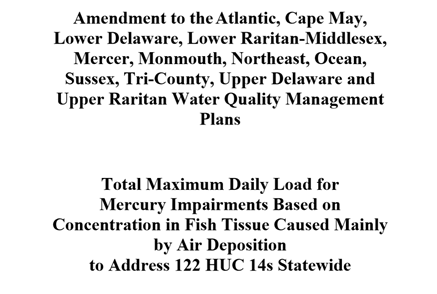 Amendment to the Atlantic, Cape May,
Lower Delaware, Lower Raritan-Middlesex,
Mercer, Monmouth, Northeast, Ocean,
Sussex, Tri-County, Upper Delaware and
Upper Raritan Water Quality Management
Plans
Total Maximum Daily Load for
Mercury Impairments Based on
Concentration in Fish Tissue Caused Mainly
by Air Deposition
to Address 122 HUC 14s Statewide